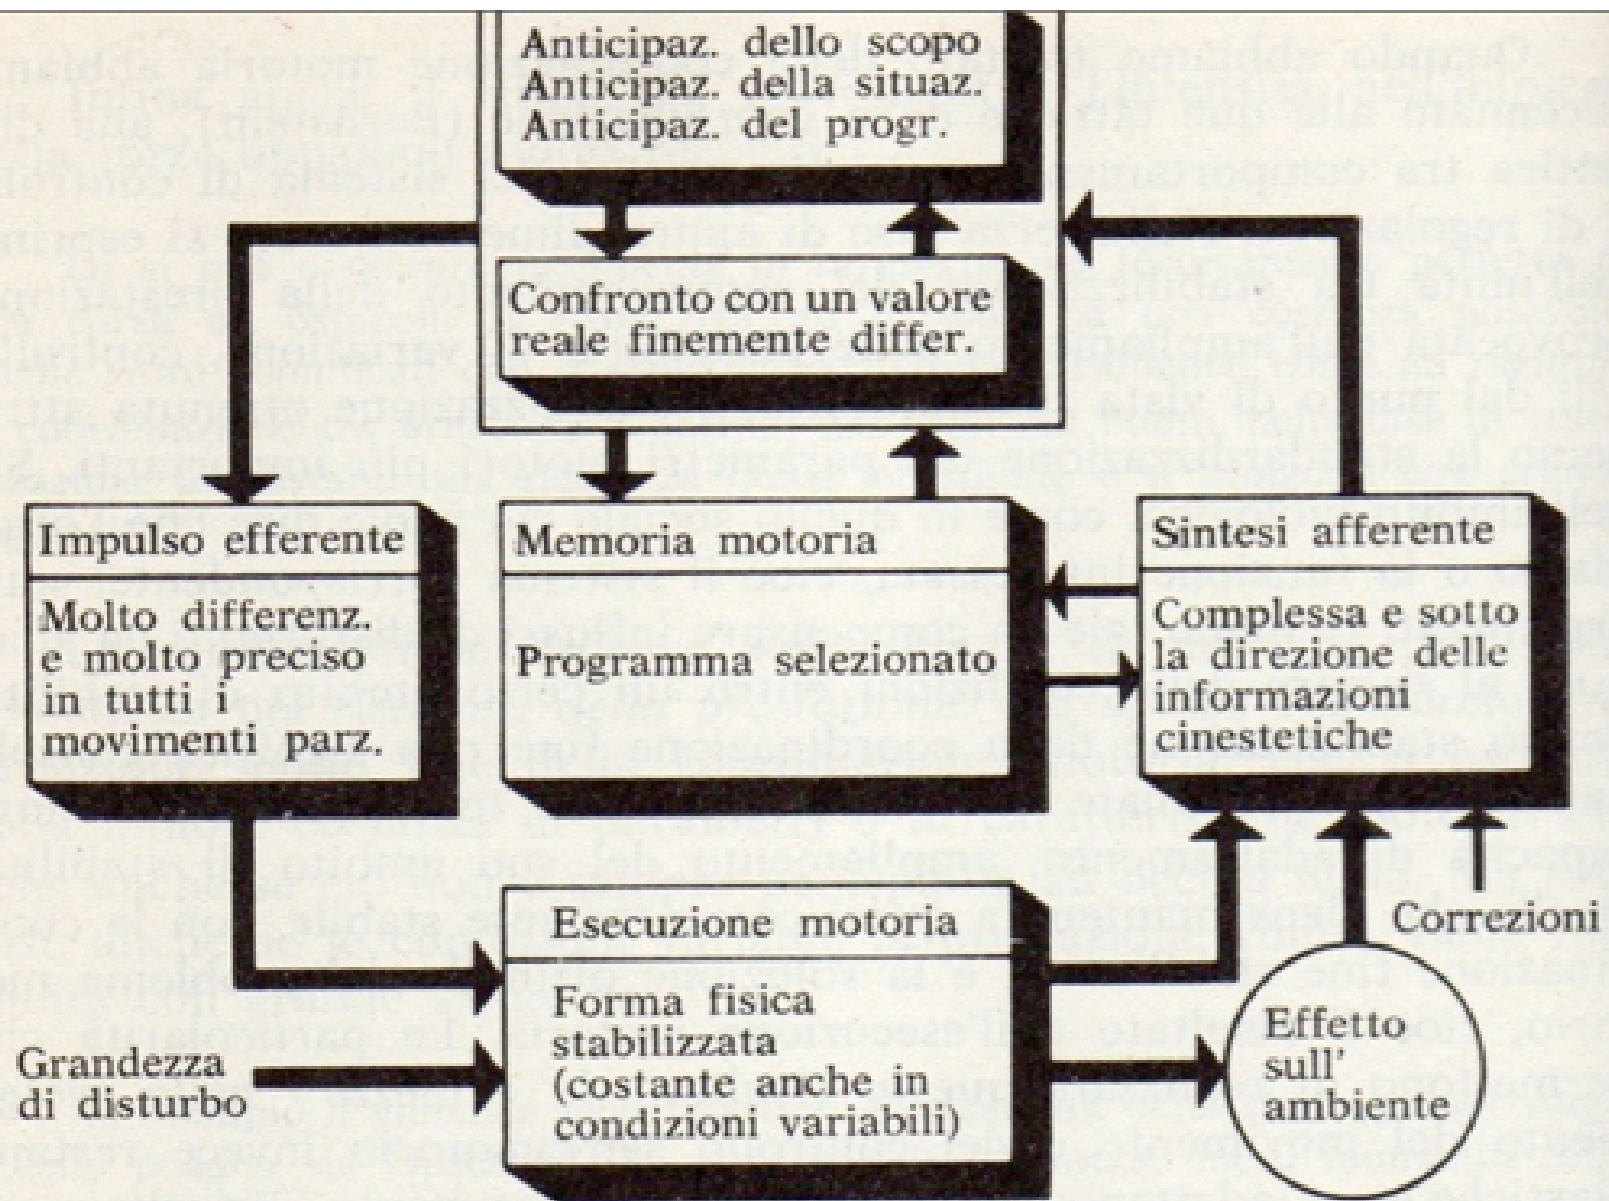 Anticipaz. dello scopo
Anticipaz. della situaz.
Anticipaz. del progr.
Confronto con un valore
reale finemente differ.
Impulso efferente
Molto differenz.
e molto preciso
in tutti i
movimenti parz.
Memoria motoria
Programma selezionato
Sintesi afferente
Complessa e sotto
la direzione delle
informazioni
cinestetiche
Correzioni
Esecuzione motoria
Forma fisica
stabilizzata
(costante anche in
condizioni variabili)
Grandezza
di disturbo
Effetto
sull'
ambiente